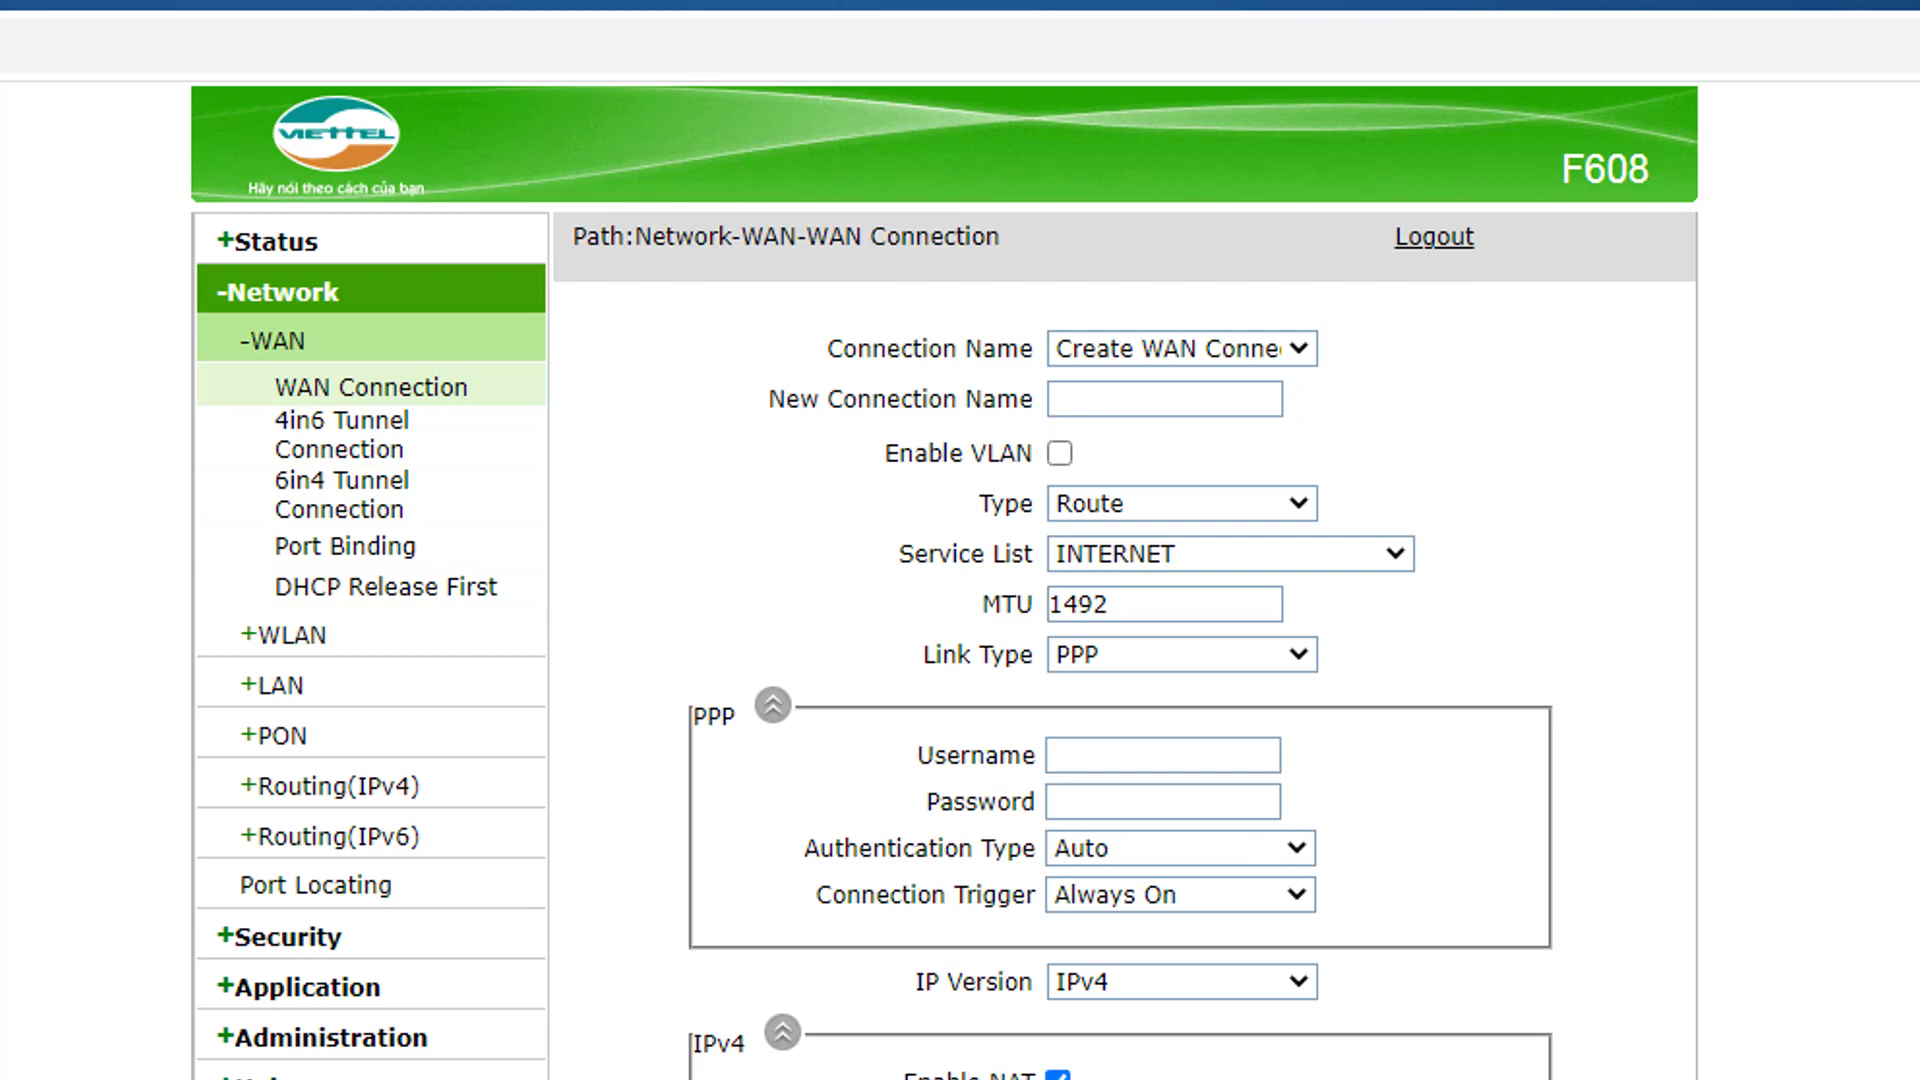 VIETTEL
Hãy nói theo cách của bạn
F608
+Status
-Network
-WAN
WAN Connection
4in6 Tunnel
Connection
6in4 Tunnel
Connection
Port Binding
DHCP Release First
+WLAN
+LAN
+PON
+Routing(IPv4)
+Routing(IPv6)
Port Locating
+Security
+Application
+Administration
Path:Network-WAN-WAN Connection
Logout
Connection Name Create WAN Conne
New Connection Name
Enable VLAN
Type Route
Service List INTERNET
MTU 1492
Link Type PPP
PPP
Username
Password
Authentication Type Auto
Connection Trigger Always On
IP Version IPv4
IPv4
Enable NAT